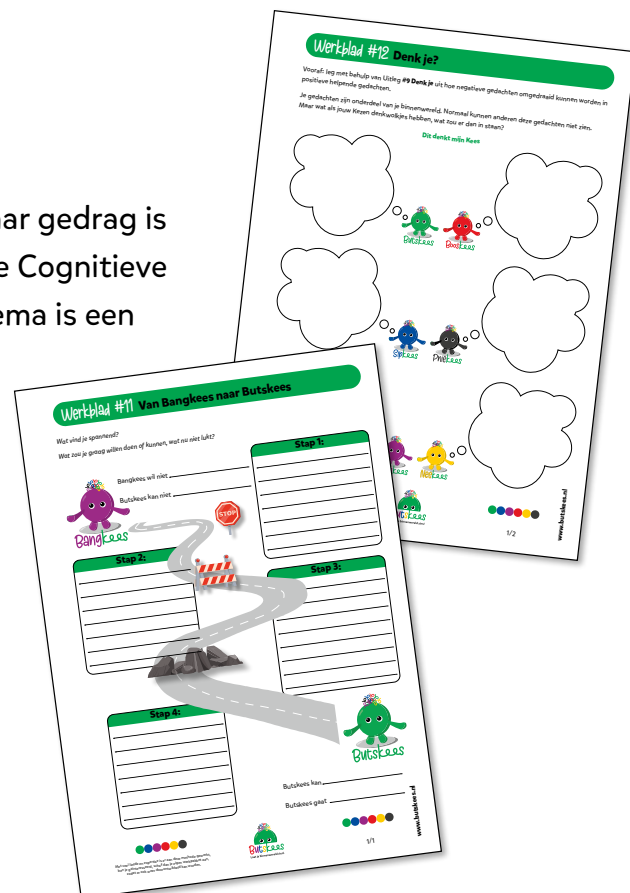 ar gedrag is
e Cognitieve
ema is een
Werkblad #12 Denk je?
Vooraf: leg met behulp van Uitleg #9 Denk je uit hoe negatieve gedachten omgedraaid kunnen worden in
positieve helpende gedachten.
Je gedachten zijn onderdeel van je binnenwereld. Normaal kunnen anderen deze gedachten niet zien.
Maar wat als jouw Kezen denkwolkjes hebben, wat zou er dan in staan?
Dit denkt mijn Kees
Butskees
Booskees
Sipkees
Pniekees
kees
Neukees
Butskees
1/2
www.butskees.nl
Werkblad #11 Van Bangkees naar Butskees
Wat vind je spannend?
Wat zou je graag willen doen of kunnen, wat nu niet lukt?
Bangkees wil niet
Butskees kan niet
Bangkees
STOP
Stap 1:
Stap 2:
Stap 3:
Stap 4:
Butskees
Butskees kan
Butskees gaat
Butskees
1/1
www.butskees.nl